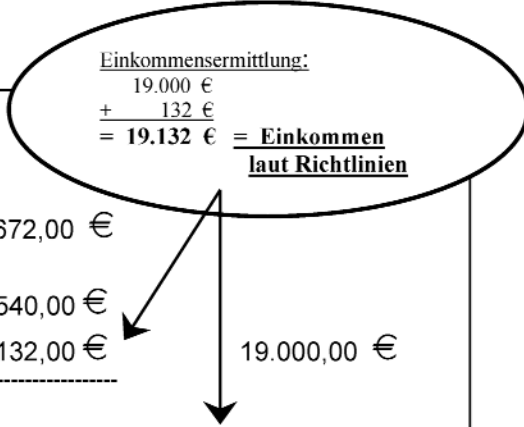 Einkommensermittlung:
19.000 €
+ 132 €
= 19.132 € = Einkommen
laut Richtlinien
672,00 €
540,00 €
132,00 € 19.000,00 €
------------------